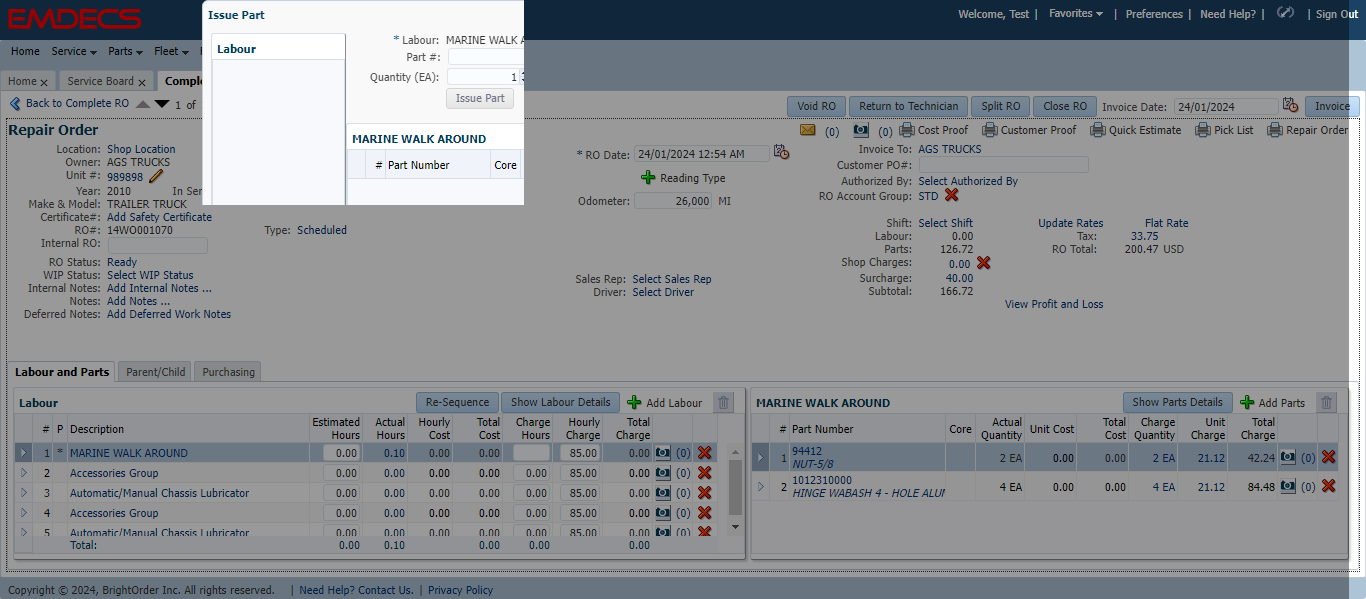 EMDECS
Welcome, Test | Favorites | Preferences | Need Help? | Sign Out
Home Service Parts Fleet
Home Service Board Comple
Back to Complete RO 1 of
Void RO Return to Technician Split RO Close RO Invoice Date: 24/01/2024 Invoice
Issue Part
Labour
* Labour: MARINE WALK A
Part #:
Quantity (EA): 1
Issue Part
MARINE WALK AROUND
# Part Number Core
Repair Order
(0) (0) Cost Proof Customer Proof Quick Estimate Pick List Repair Order
Location: Shop Location
Owner: AGS TRUCKS
Unit #: 989898
Year: 2010 In Ser
Make & Model: TRAILER TRUCK
Certificate#: Add Safety Certificate
RO#: 14WO001070 Type: Scheduled
Internal RO:
RO Status: Ready
WIP Status: Select WIP Status
Internal Notes: Add Internal Notes ...
Notes: Add Notes ...
Deferred Notes: Add Deferred Work Notes
* RO Date: 24/01/2024 12:54 AM
Reading Type
Odometer: 26,000 MI
Sales Rep: Select Sales Rep
Driver: Select Driver
Invoice To: AGS TRUCKS
Customer PO#:
Authorized By: Select Authorized By
RO Account Group: STD
Shift: Select Shift Update Rates Flat Rate
Labour: 0.00 Tax: 33.75
Parts: 126.72 RO Total: 200.47 USD
Shop Charges: 0.00
Surcharge: 40.00
Subtotal: 166.72
View Profit and Loss
Labour and Parts Parent/Child Purchasing
Labour Re-Sequence Show Labour Details Add Labour
# P Description Estimated Hours Actual Hours Hourly Cost Total Cost Charge Hours Hourly Charge Total Charge
1 * MARINE WALK AROUND 0.00 0.10 0.00 0.00 85.00 0.00 (0)
2 Accessories Group 0.00 0.00 0.00 0.00 0.00 85.00 0.00 (0)
3 Automatic/Manual Chassis Lubricator 0.00 0.00 0.00 0.00 0.00 85.00 0.00 (0)
4 Accessories Group 0.00 0.00 0.00 0.00 0.00 85.00 0.00 (0)
5 Automatic/Manual Chassis Lubricator 0.00 0.00 0.00 0.00 0.00 85.00 0.00 (0)
Total: 0.00 0.10 0.00 0.00 0.00
MARINE WALK AROUND Show Parts Details Add Parts
# Part Number Core Actual Quantity Unit Cost Total Cost Charge Quantity Unit Charge Total Charge
1 94412 2 EA 0.00 0.00 2 EA 21.12 42.24 (0)
NUT-5/8
2 1012310000 4 EA 0.00 0.00 4 EA 21.12 84.48 (0)
HINGE WABASH 4 - HOLE ALUM
Copyright © 2024, BrightOrder Inc. All rights reserved. | Need Help? Contact Us. | Privacy Policy